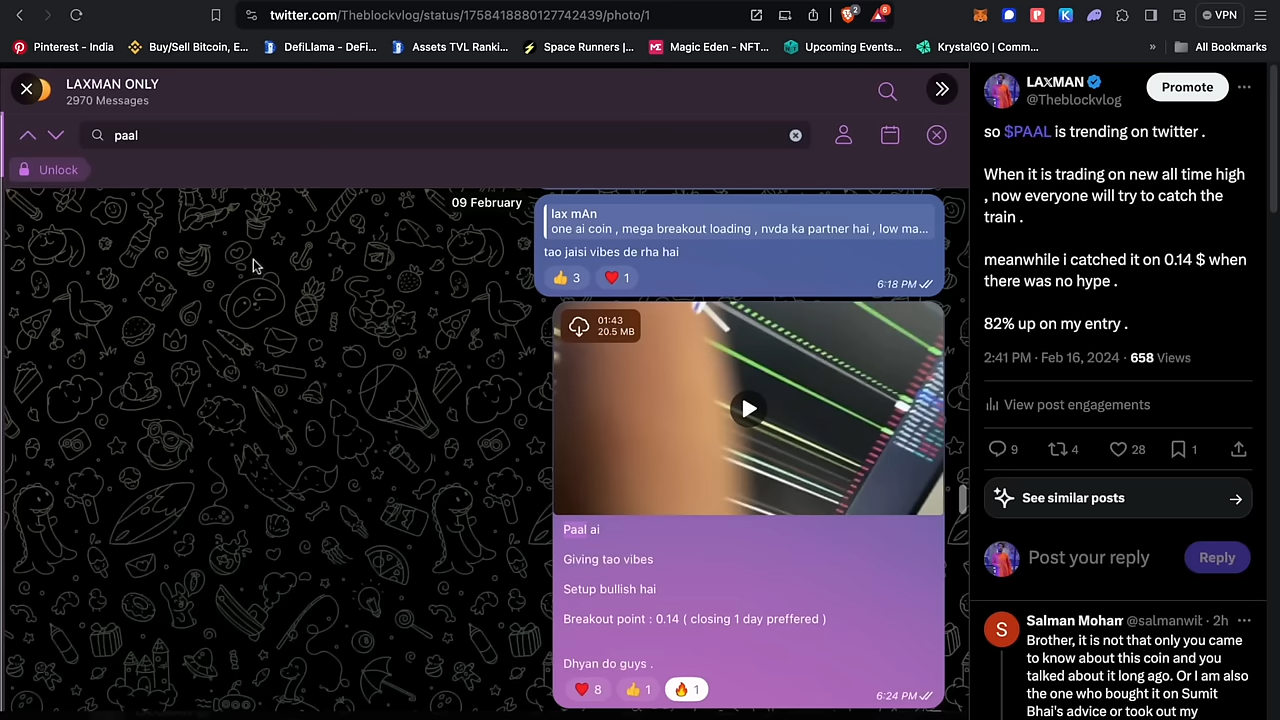 twitter.com/Theblockvlog/status/1758418880127742439/photo/1
2
6
VPN
Pinterest - India
Buy/Sell Bitcoin, E...
DefiLlama - DeFi...
Assets TVL Ranki...
Space Runners |...
Magic Eden - NFT...
Upcoming Events...
KrystalGO | Comm...
»
All Bookmarks
LAXMAN ONLY
2970 Messages
paal
Unlock
09 February
lax mAn
one ai coin , mega breakout loading , nvda ka partner hai , low ma...
tao jaisi vibes de rha hai
3
1
6:18 PM
01:43
20.5 MB
Paal ai
Giving tao vibes
Setup bullish hai
Breakout point : 0.14 ( closing 1 day preffered )
Dhyan do guys .
8
1
1
6:24 PM
LAXMAN
Promote
@Theblockvlog
so $PAAL is trending on twitter .
When it is trading on new all time high
, now everyone will try to catch the
train .
meanwhile i catched it on 0.14 $ when
there was no hype .
82% up on my entry .
2:41 PM · Feb 16, 2024 · 658 Views
View post engagements
9
4
28
1
See similar posts
Post your reply
Reply
S
Salman Moham @salmanwit · 2h
Brother, it is not that only you came
to know about this coin and you
talked about it long ago. Or I am also
the one who bought it on Sumit
Bhai's advice or took out my